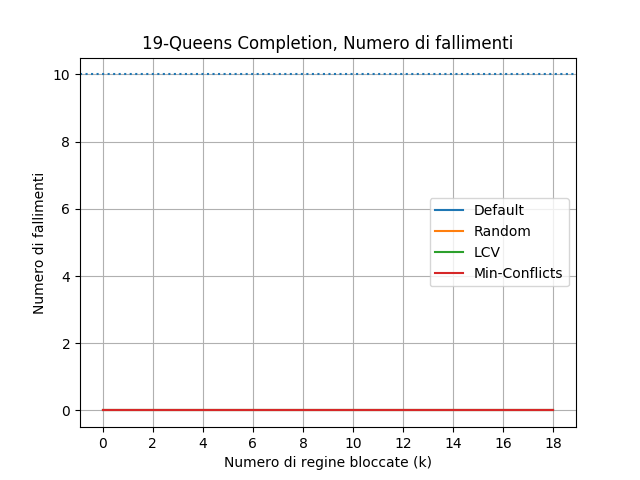 19-Queens Completion, Numero di fallimenti
Numero di fallimenti
10
8
6
4
2
0
Default
Random
LCV
Min-Conflicts
0 2 4 6 8 10 12 14 16 18
Numero di regine bloccate (k)